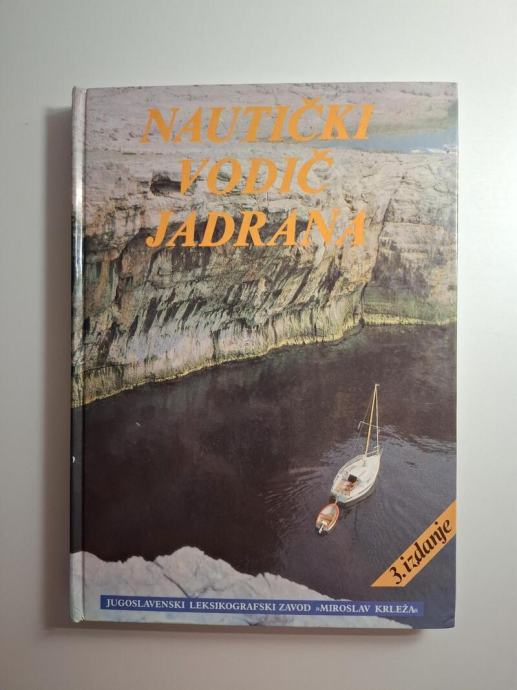 NAUTIČKI
VODIČ
JADRANA
3. izdanje
JUGOSLAVENSKI LEKSIKOGRAFSKI ZAVOD »MIROSLAV KRLEŽA«